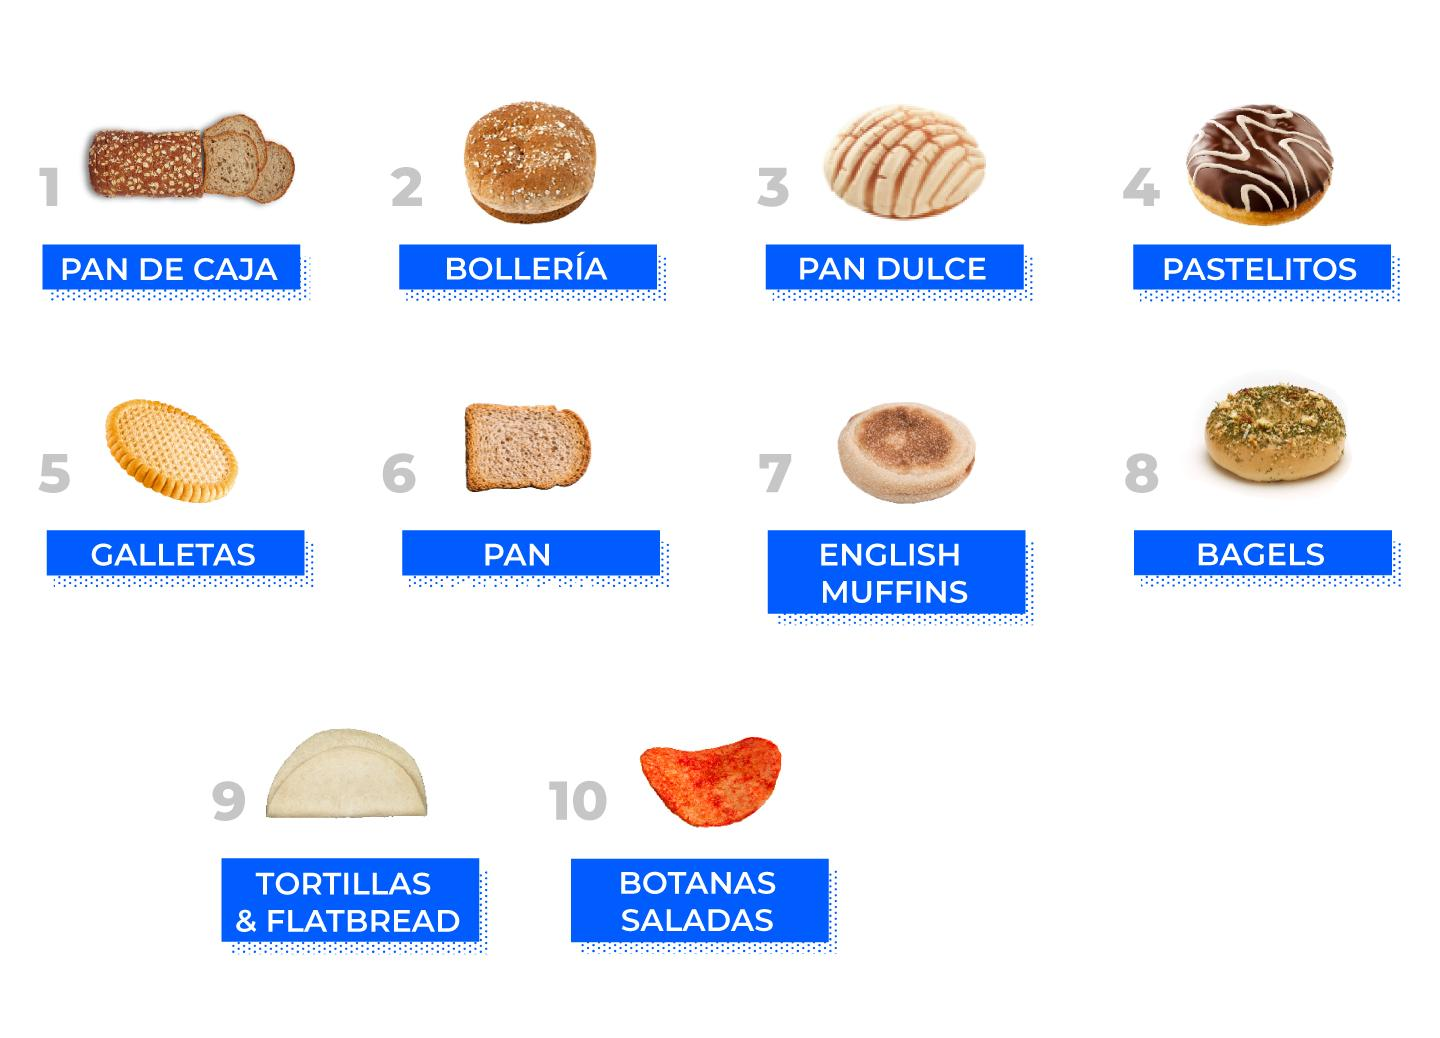 1
PAN DE CAJA
2
BOLLERÍA
3
PAN DULCE
4
PASTELITOS
5
GALLETAS
6
PAN
7
ENGLISH
MUFFINS
8
BAGELS
9
TORTILLAS
& FLATBREAD
10
BOTANAS
SALADAS